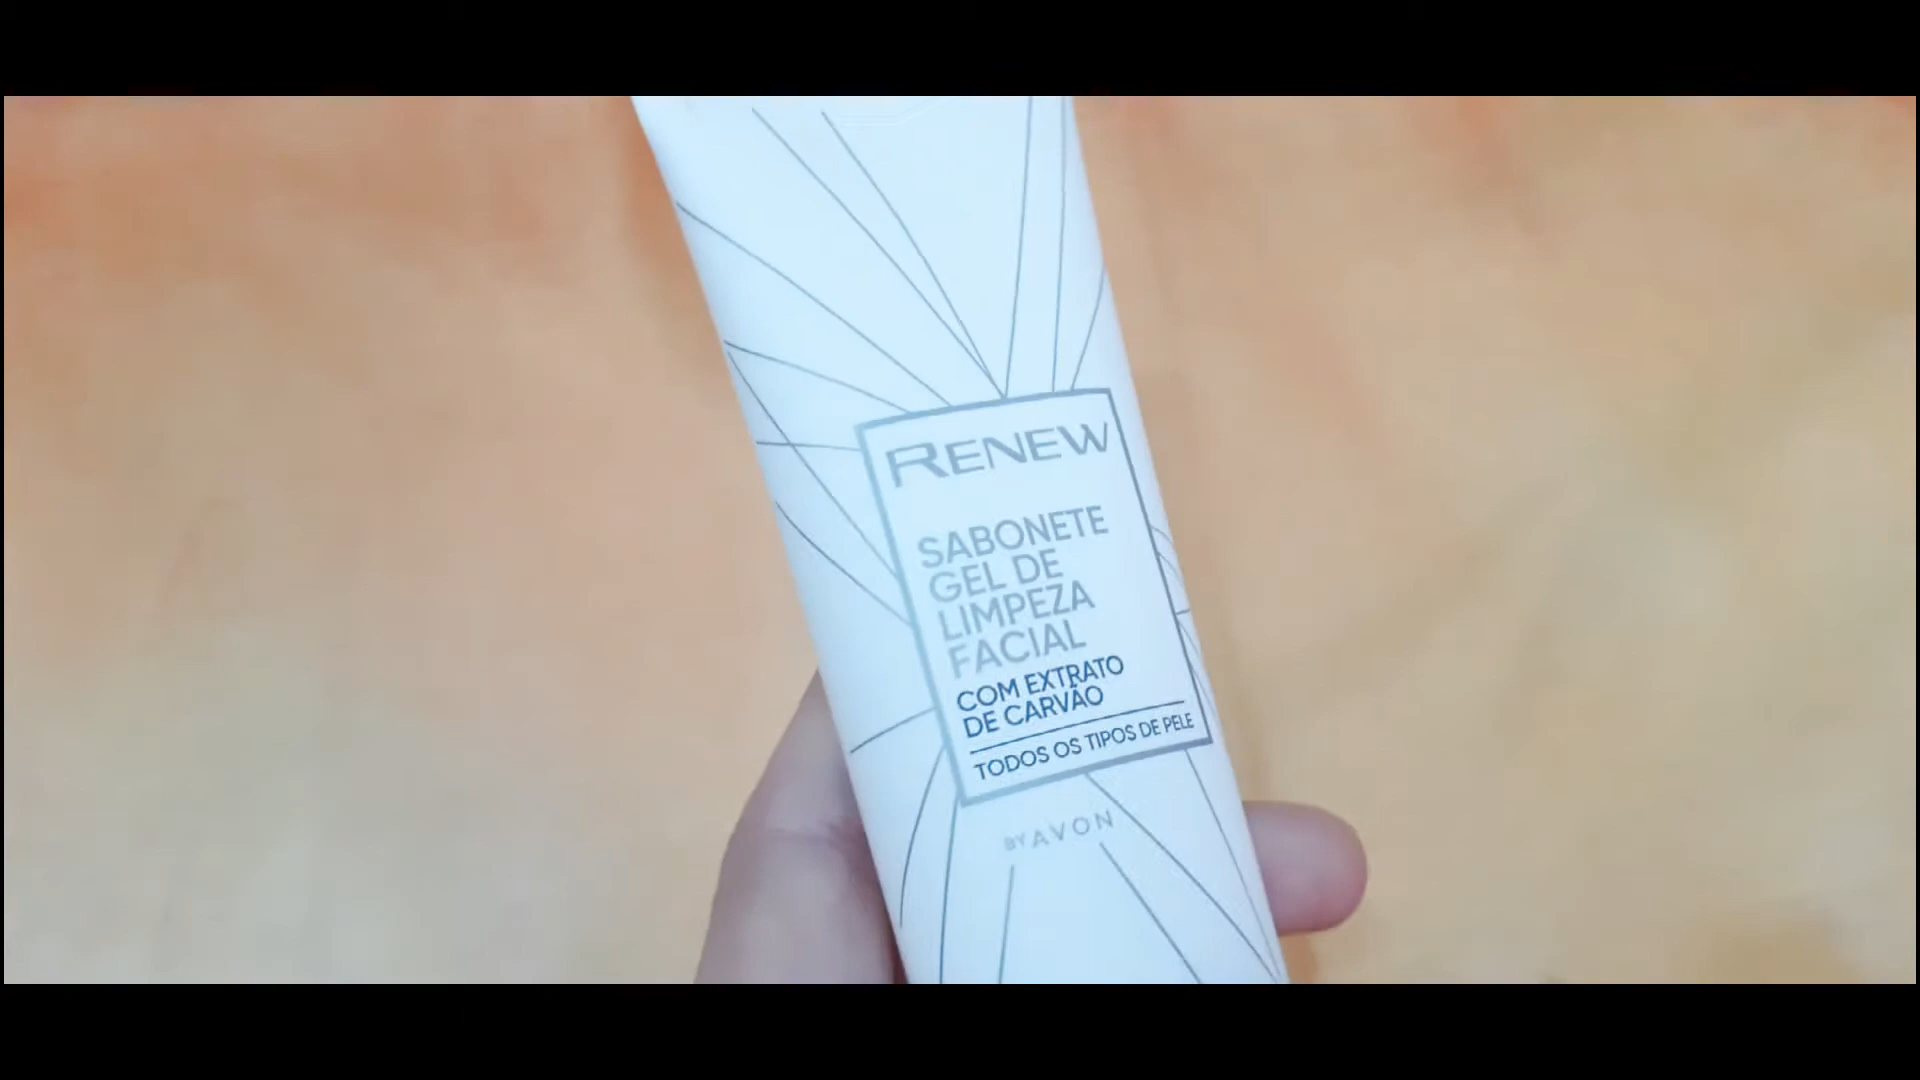 RENEW
SABONETE
GEL DE
LIMPEZA
FACIAL
COM EXTRATO
DE CARVÃO
TODOS OS TIPOS DE PELE
BY AVON